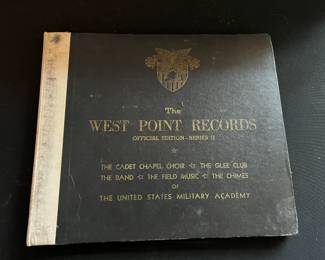 The
WEST POINT RECORDS
OFFICIAL EDITION - SERIES II
THE CADET CHAPEL CHOIR ☆ THE GLEE CLUB
THE BAND ☆ THE FIELD MUSIC ☆ THE CHIMES
OF
THE UNITED STATES MILITARY ACADEMY